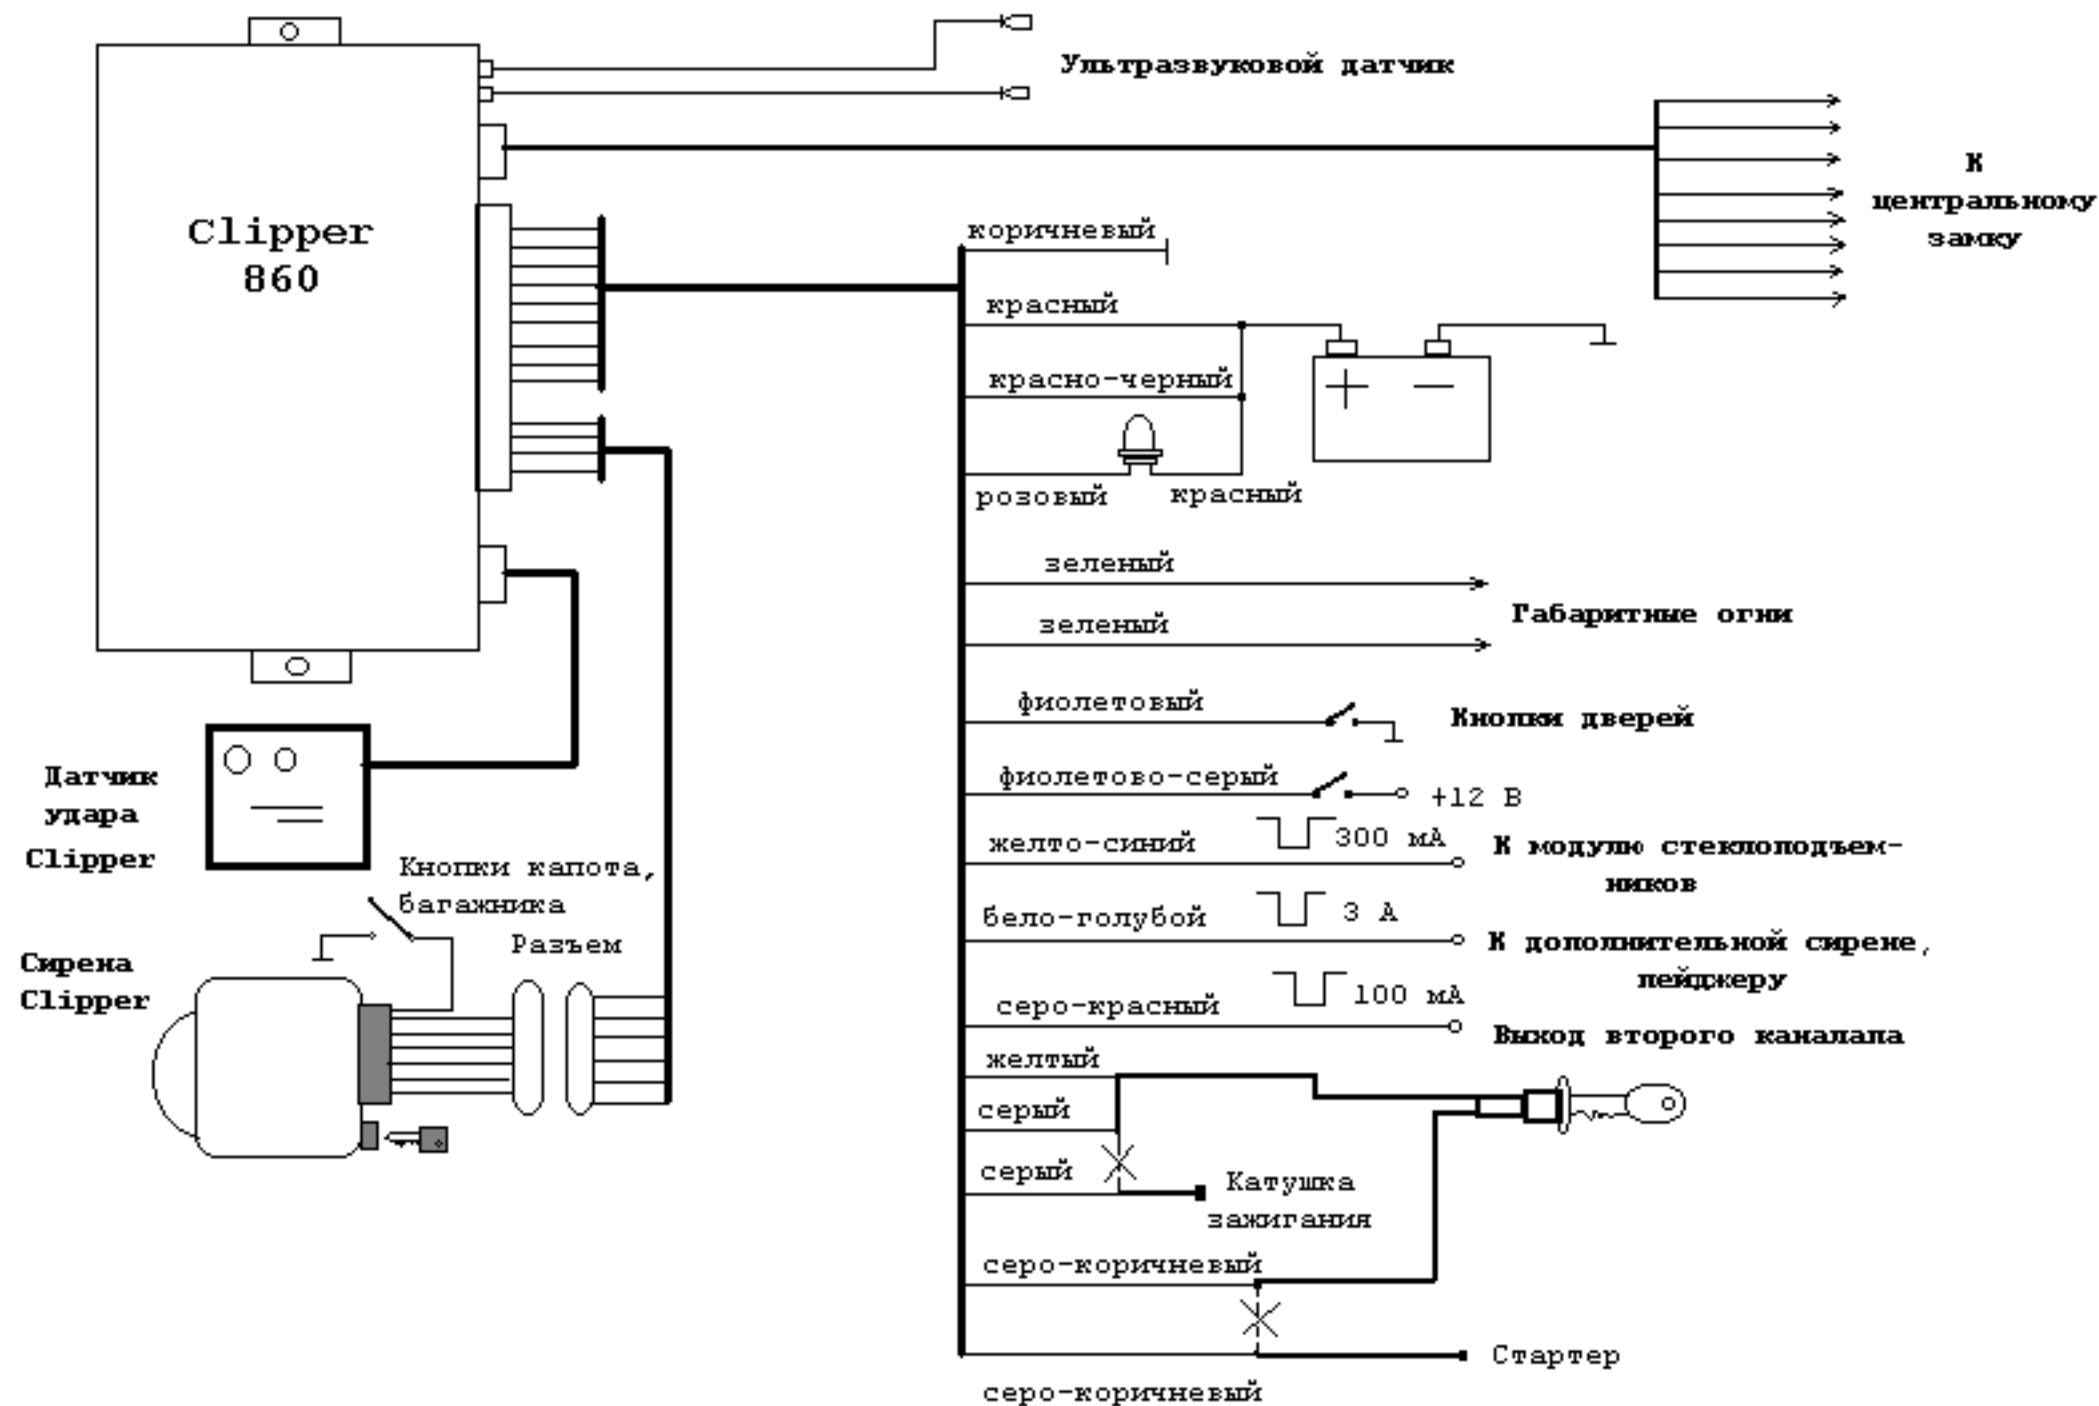 Ультразвуковой датчик
К
центральному
замку
Clipper
860
коричневый
красный
красно-черный
+ —
розовый
красный
зеленый
зеленый
Габаритные огни
фиолетовый
Кнопки дверей
фиолетово-серый
+12 В
желто-синий
300 мА
К модулю стеклоподъем-
ников
бело-голубой
3 А
К дополнительной сирене,
пейджеру
серо-красный
100 мА
Выход второго каналала
желтый
серый
серый
Катушка
зажигания
серо-коричневый
Стартер
серо-коричневый
Датчик
удара
Clipper
Кнопки капота,
багажника
Разъем
Сирена
Clipper